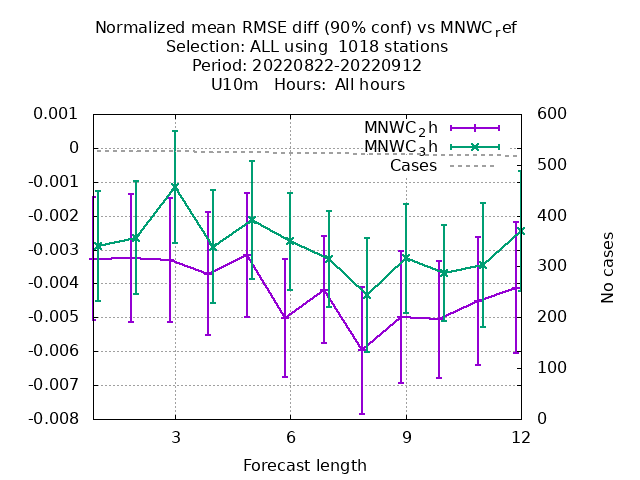 Normalized mean RMSE diff (90% conf) vs MNWC_ref
Selection: ALL using  1018 stations
Period: 20220822-20220912
U10m   Hours:  All hours
0.001
0
-0.001
-0.002
-0.003
-0.004
-0.005
-0.006
-0.007
-0.008
600
500
400
300
200
100
0
MNWC_2h
MNWC_3h
Cases
No cases
3
6
9
12
Forecast length